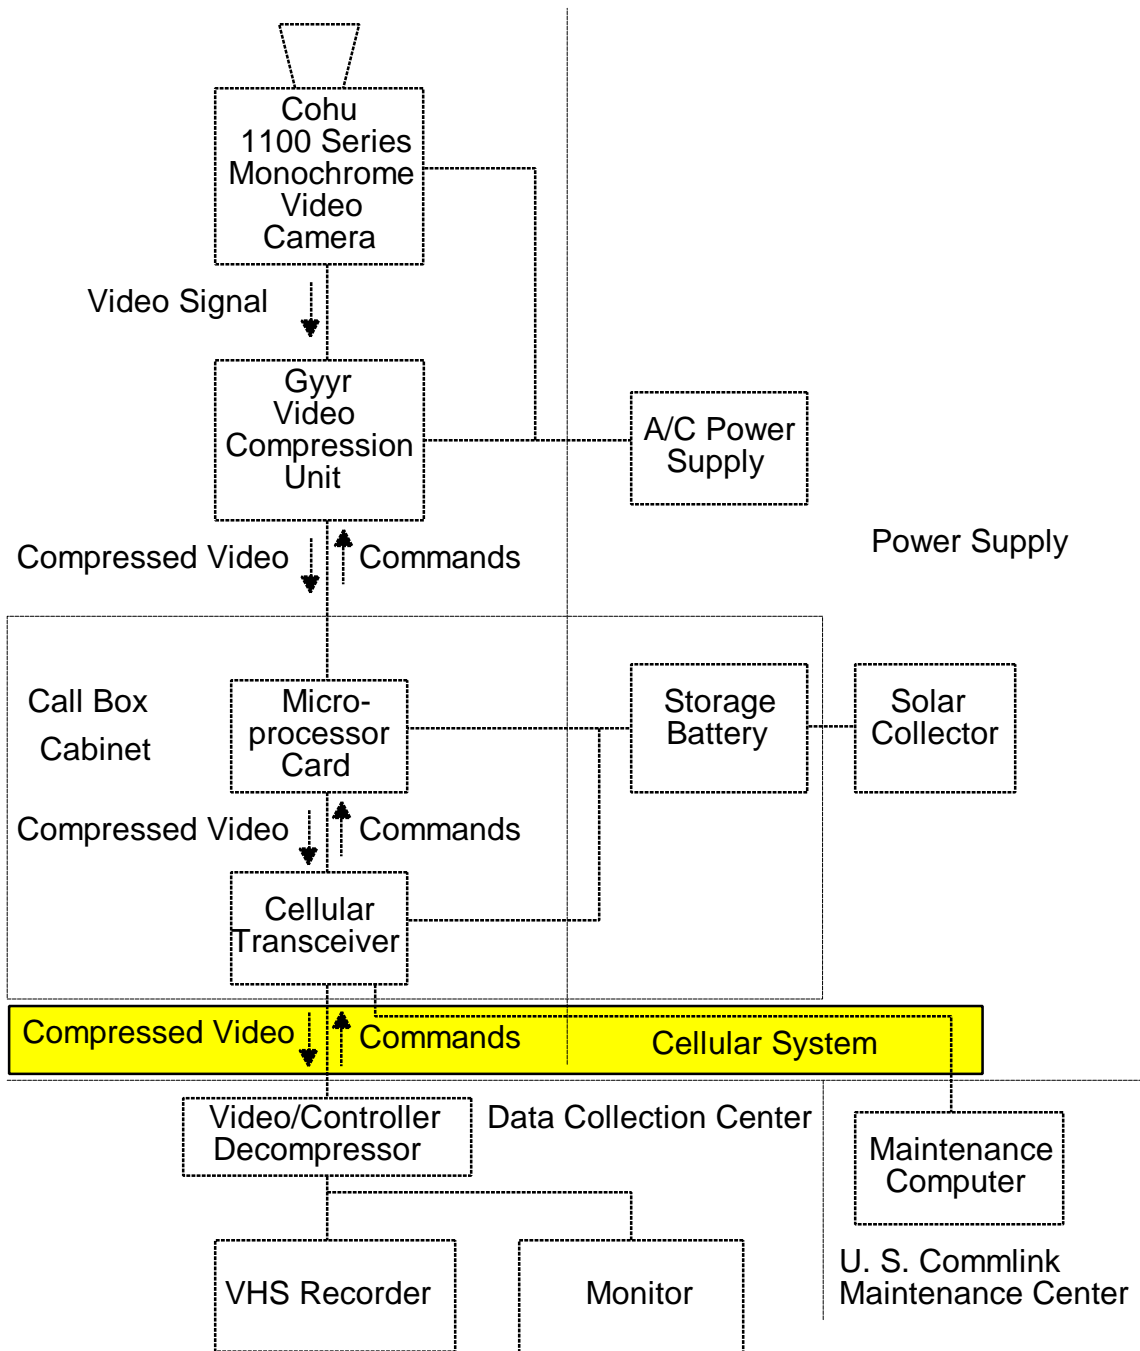 Cohu
1100 Series
Monochrome
Video
Camera
Video Signal
Gyyr
Video
Compression
Unit
A/C Power
Supply
Power Supply
Compressed Video
Commands
Call Box
Cabinet
Micro-
processor
Card
Storage
Battery
Solar
Collector
Compressed Video
Commands
Cellular
Transceiver
Compressed Video
Commands
Cellular System
Video/Controller
Decompressor
Data Collection Center
Maintenance
Computer
VHS Recorder
Monitor
U. S. Commlink
Maintenance Center